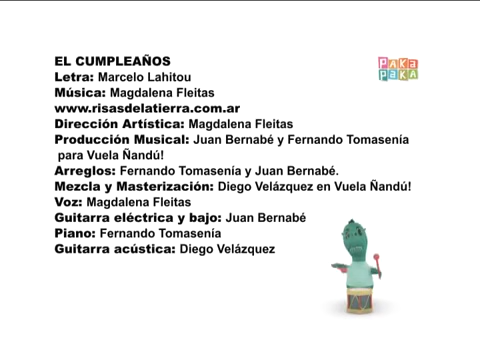 EL CUMPLEAÑOS
Letra: Marcelo Lahitou
Música: Magdalena Fleitas
www.risasdelatierra.com.ar
Dirección Artística: Magdalena Fleitas
Producción Musical: Juan Bernabé y Fernando Tomasenía
para Vuela Ñandú!
Arreglos: Fernando Tomasenía y Juan Bernabé.
Mezcla y Masterización: Diego Velázquez en Vuela Ñandú!
Voz: Magdalena Fleitas
Guitarra eléctrica y bajo: Juan Bernabé
Piano: Fernando Tomasenía
Guitarra acústica: Diego Velázquez
PAKA
PAKA